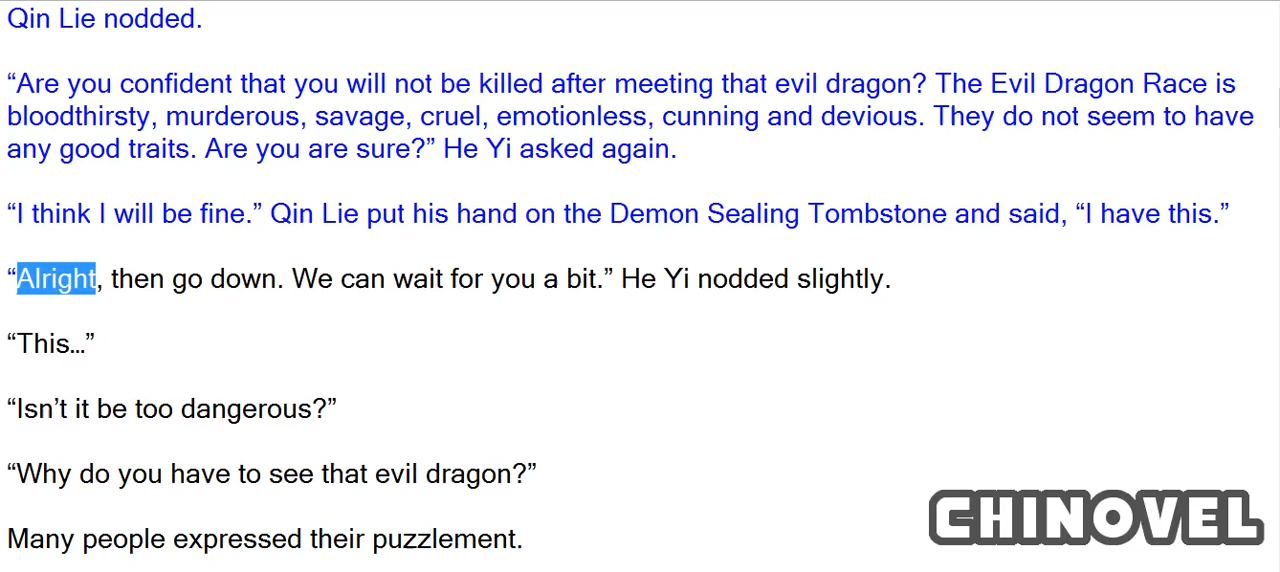 Qin Lie nodded.
“Are you confident that you will not be killed after meeting that evil dragon? The Evil Dragon Race is
bloodthirsty, murderous, savage, cruel, emotionless, cunning and devious. They do not seem to have
any good traits. Are you are sure?” He Yi asked again.
“I think I will be fine.” Qin Lie put his hand on the Demon Sealing Tombstone and said, “I have this.”
“Alright, then go down. We can wait for you a bit.” He Yi nodded slightly.
“This…”
“Isn’t it be too dangerous?”
“Why do you have to see that evil dragon?”
Many people expressed their puzzlement.
CHINOVEL